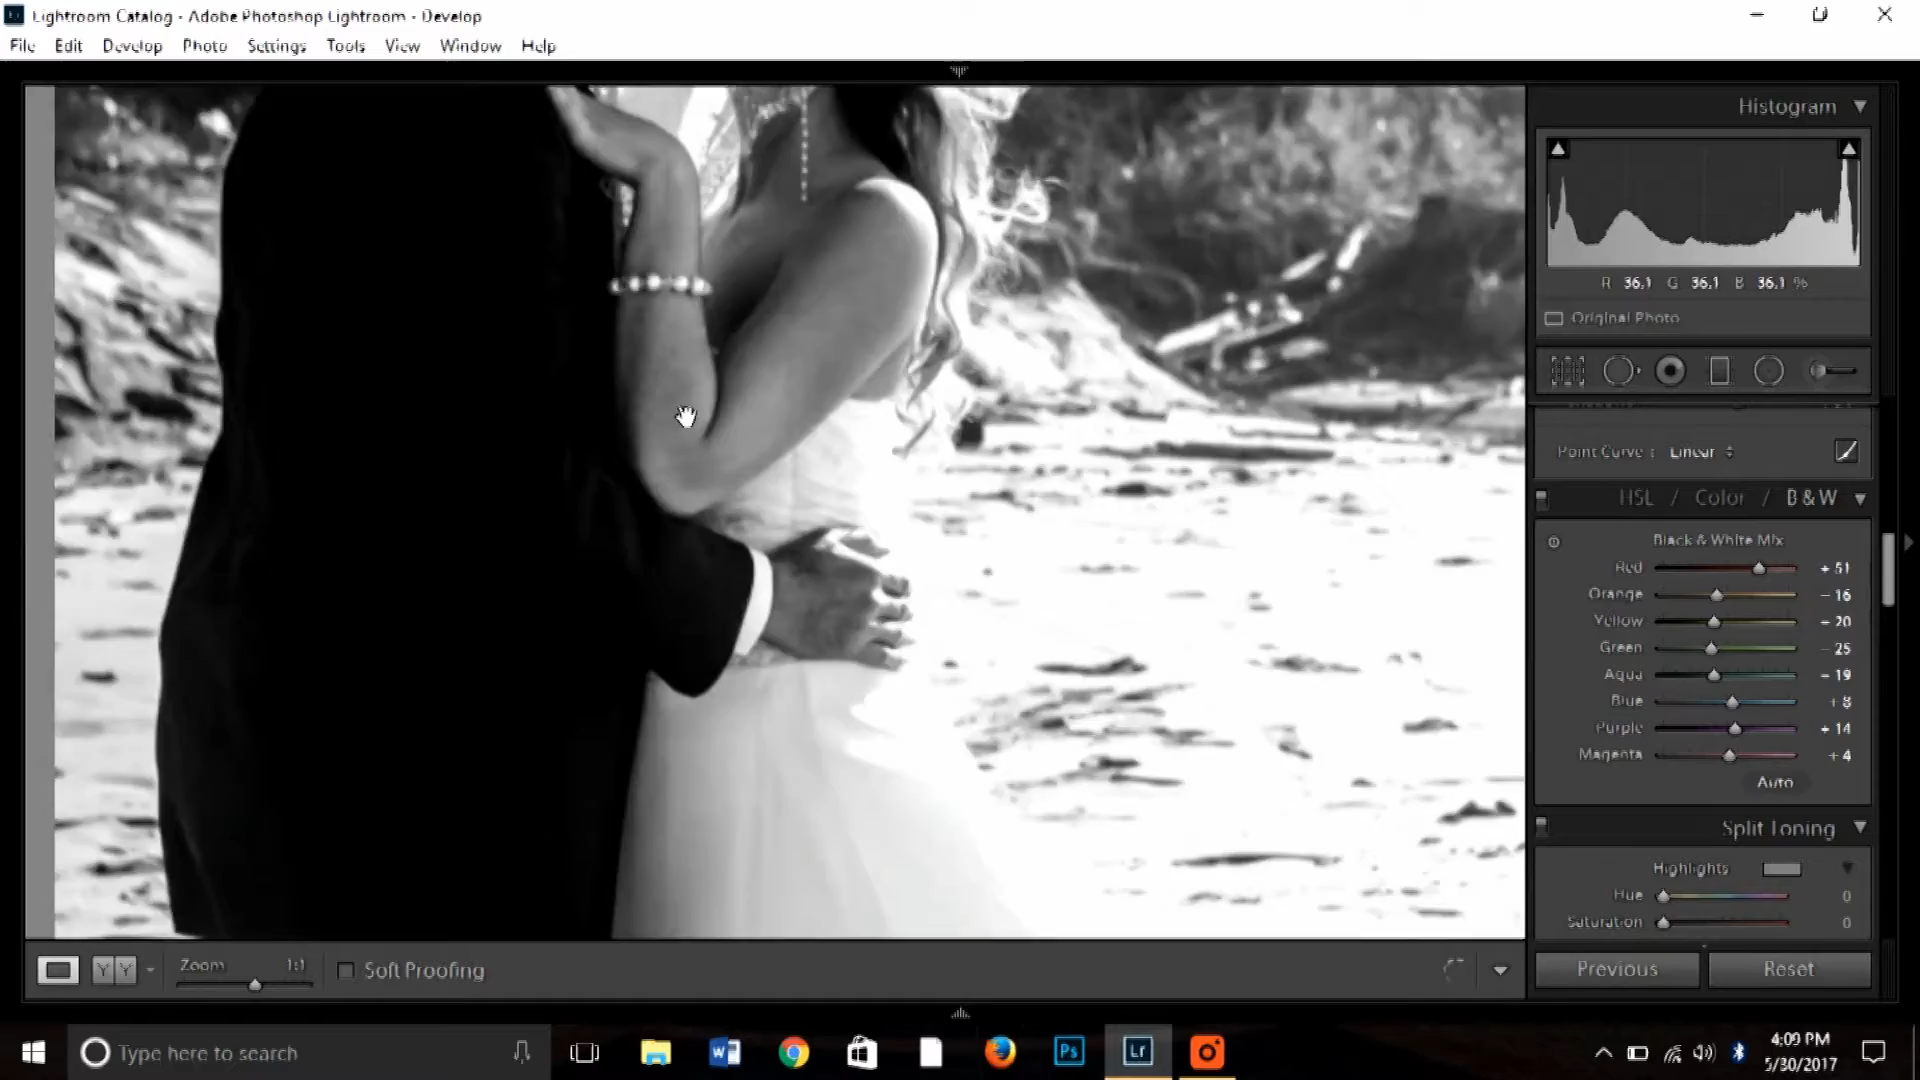 Lightroom Catalog - Adobe Photoshop Lightroom - Develop
File Edit Develop Photo Settings Tools View Window Help
Histogram
R 36.1 G 36.1 B 36.1 %
Original Photo
Point Curve : Linear
HSL / Color / B & W
Black & White Mix
Red + 51
Orange - 16
Yellow - 20
Green - 25
Aqua - 19
Blue + 8
Purple + 14
Magenta + 4
Auto
Split Toning
Highlights
Hue 0
Saturation 0
Y Y Zoom 1:1 Soft Proofing
Previous Reset
Type here to search
W Ps Lr
4:09 PM
5/30/2017